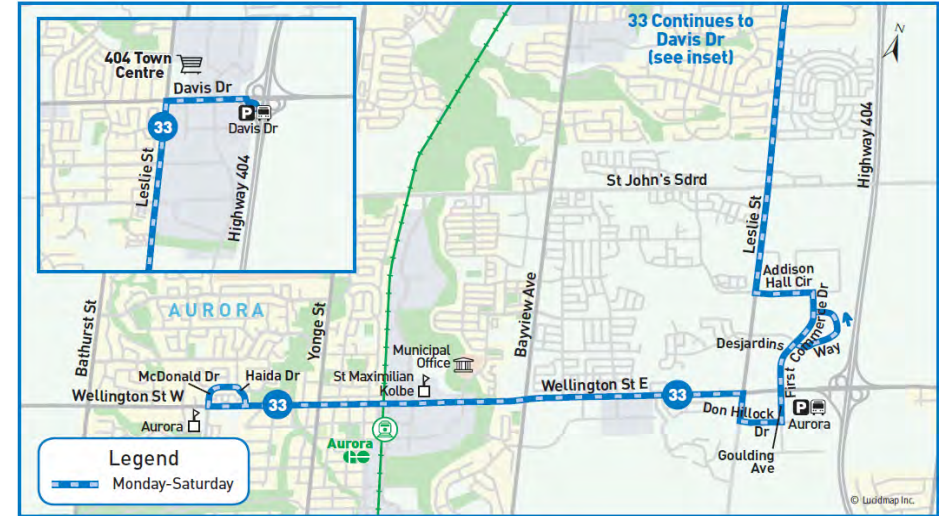 404 Town
Centre
Davis Dr
P
Davis Dr
33
Leslie St
Highway 404
33 Continues to
Davis Dr
(see inset)
N
Highway 404
St John's Sdrd
Leslie St
Addison
Hall Cir
AURORA
Bathurst St
Yonge St
Bayview Ave
Desjardins
First Commerce Dr
Way
Municipal
Office
McDonald Dr
Haida Dr
St Maximilian
Kolbe
Wellington St W
33
Wellington St E
33
Aurora
Aurora
GO
Don Hillock
Dr
P
Aurora
Goulding
Ave
Legend
Monday-Saturday
© Lucidmap Inc.